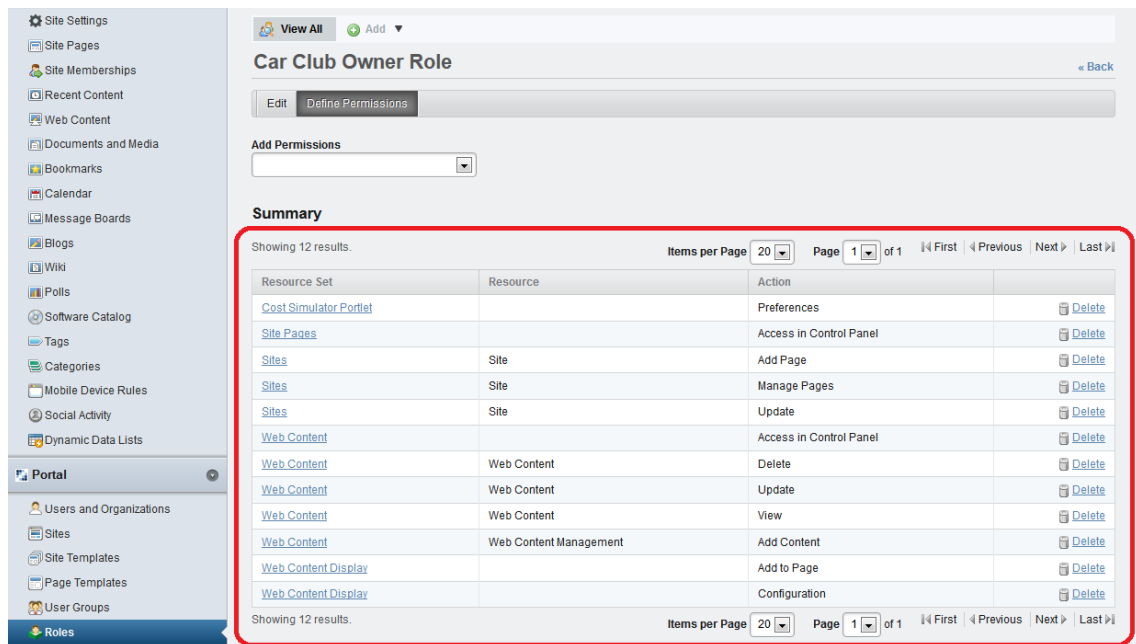 Site Settings
Site Pages
Site Memberships
Recent Content
Web Content
Documents and Media
Bookmarks
Calendar
Message Boards
Blogs
Wiki
Polls
Software Catalog
Tags
Categories
Mobile Device Rules
Social Activity
Dynamic Data Lists
Portal
Users and Organizations
Sites
Site Templates
Page Templates
User Groups
Roles
View All Add
Car Club Owner Role
« Back
Edit Define Permissions
Add Permissions
Summary
Showing 12 results. Items per Page 20 Page 1 of 1 First Previous Next Last
Resource Set Resource Action
Cost Simulator Portlet Preferences Delete
Site Pages Access in Control Panel Delete
Sites Site Add Page Delete
Sites Site Manage Pages Delete
Sites Site Update Delete
Web Content Access in Control Panel Delete
Web Content Web Content Delete Delete
Web Content Web Content Update Delete
Web Content Web Content View Delete
Web Content Web Content Management Add Content Delete
Web Content Display Add to Page Delete
Web Content Display Configuration Delete
Showing 12 results. Items per Page 20 Page 1 of 1 First Previous Next Last